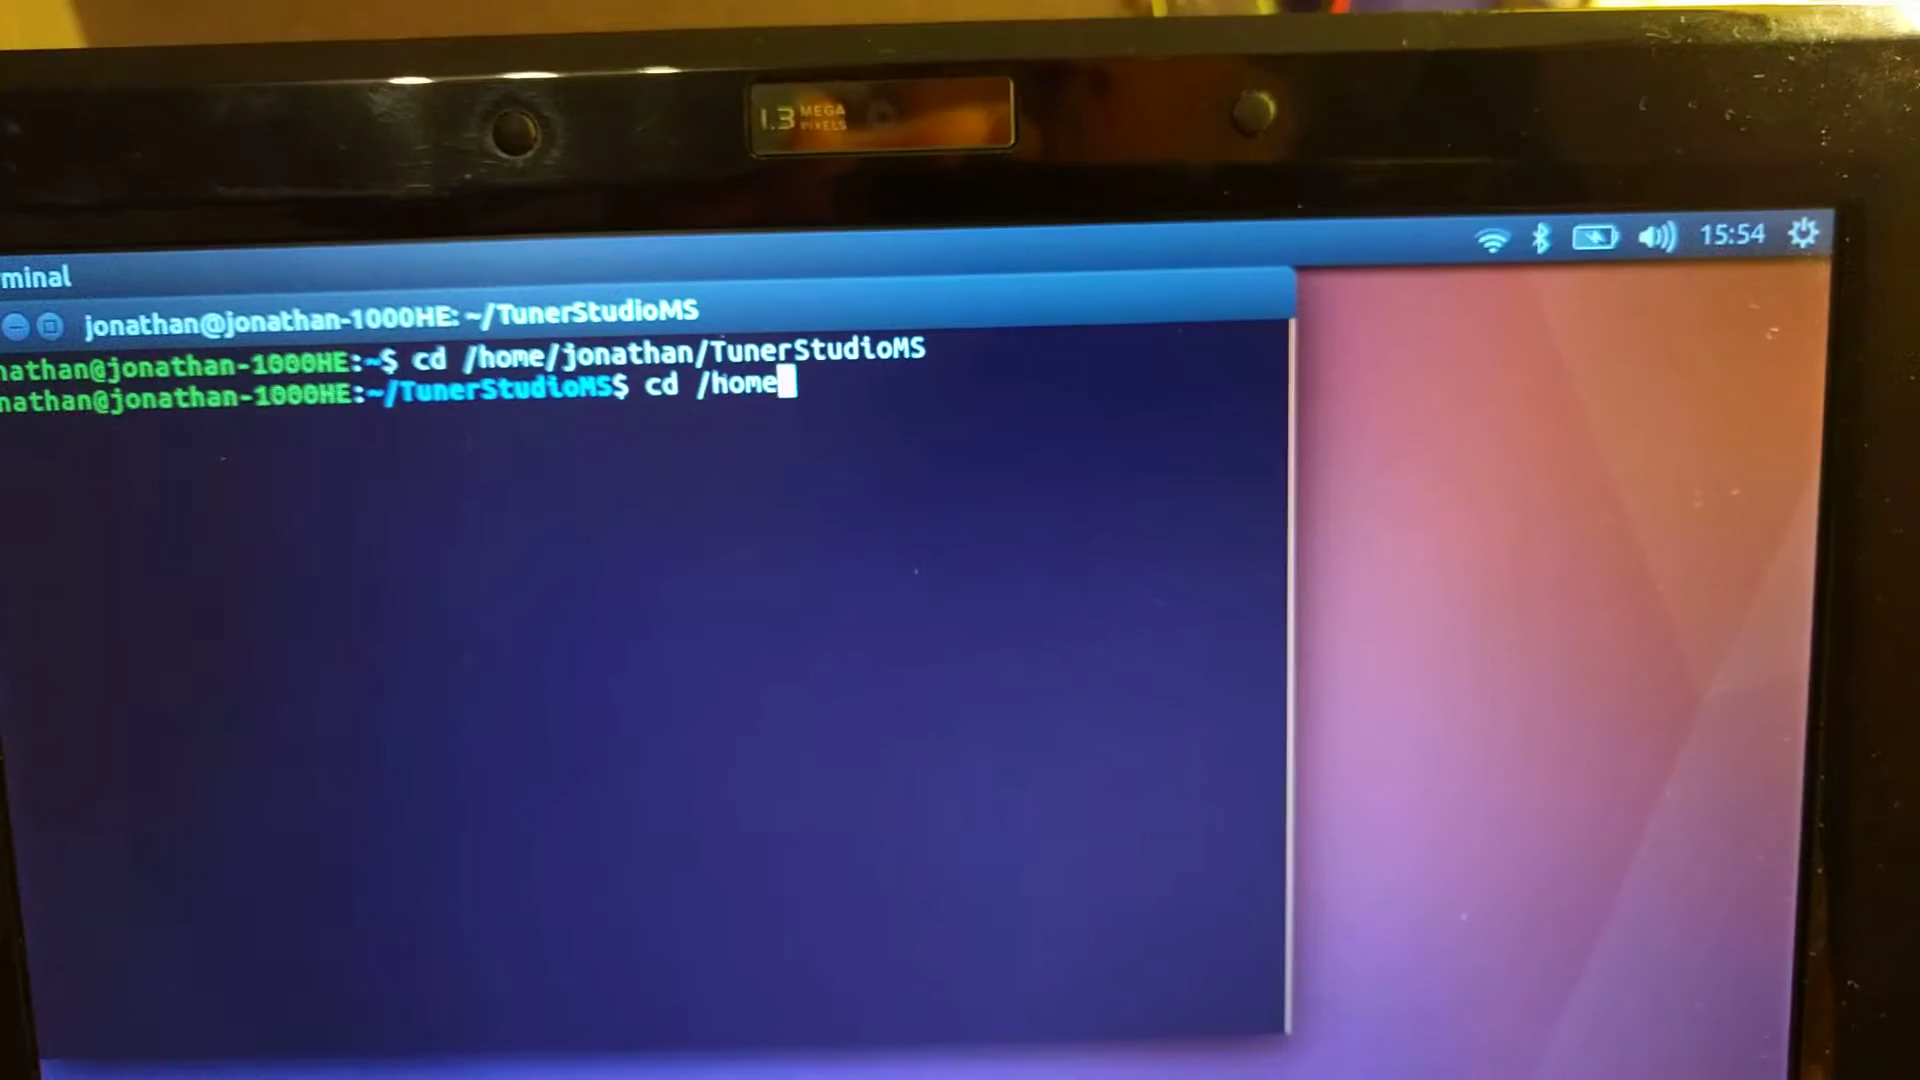 1.3 MEGA
PIXELS
15:54
minal
jonathan@jonathan-1000HE: ~/TunerStudioMS
nathan@jonathan-1000HE:~$ cd /home/jonathan/TunerStudioMS
nathan@jonathan-1000HE:~/TunerStudioMS$ cd /home